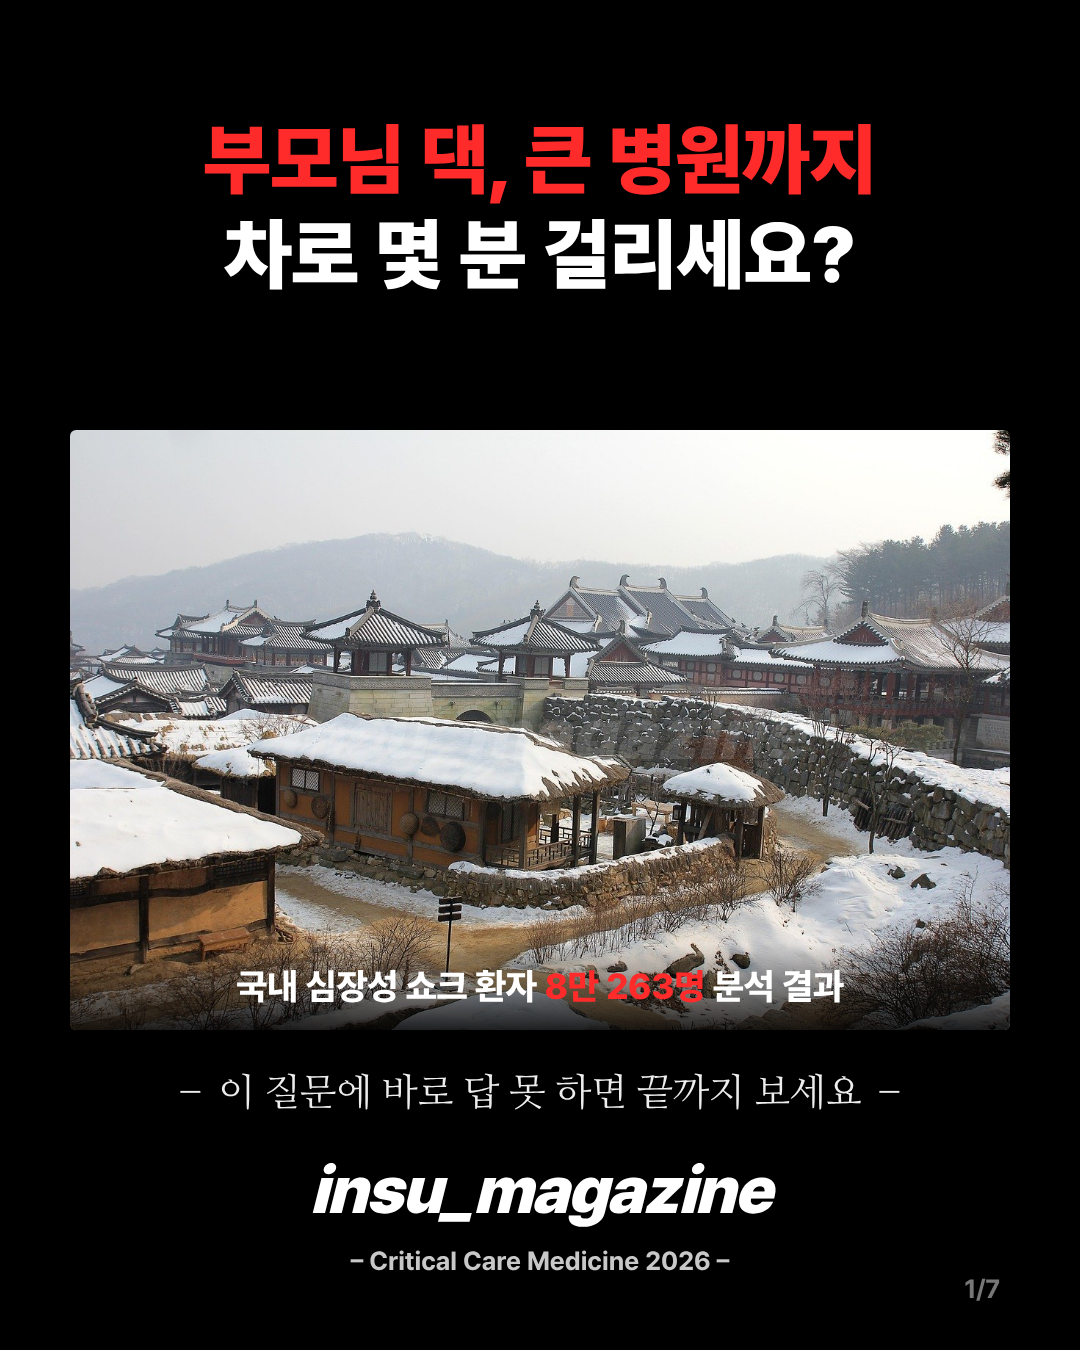 부모님 댁, 큰 병원까지
차로 몇 분 걸리세요?
국내 심장성 쇼크 환자 8만 263명 분석 결과
– 이 질문에 바로 답 못 하면 끝까지 보세요 –
insu_magazine
– Critical Care Medicine 2026 –
1/7